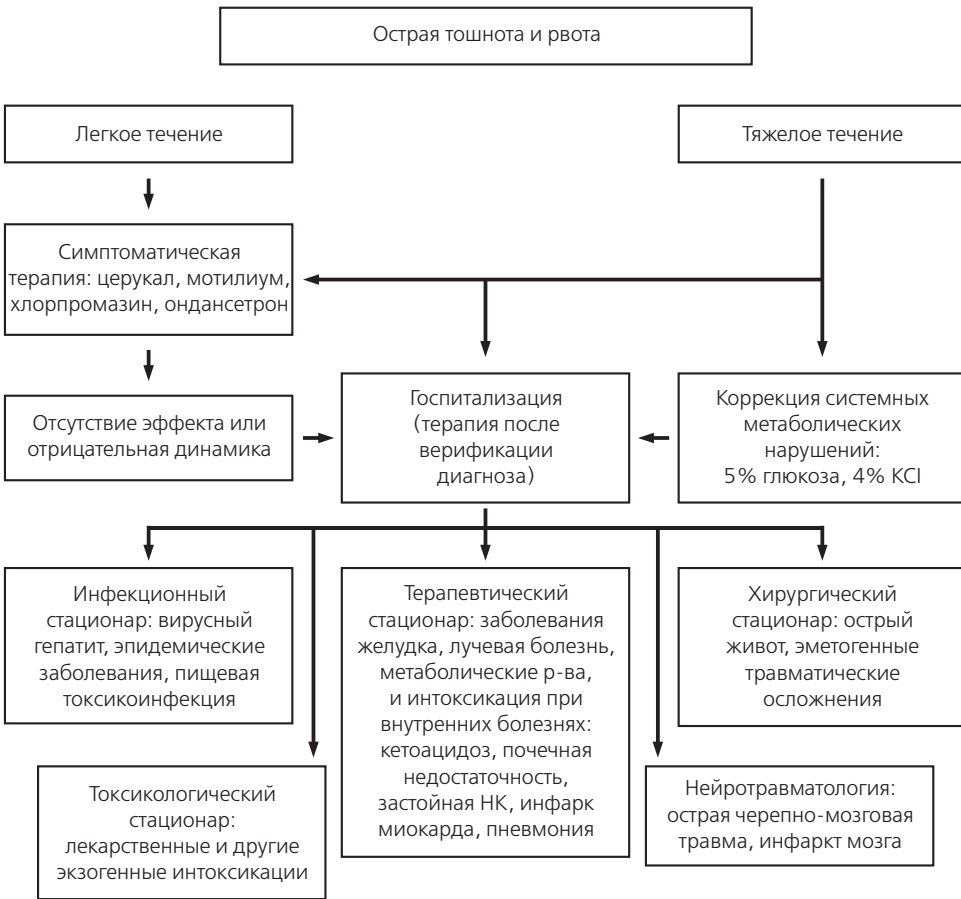 Острая тошнота и рвота
Легкое течение
Тяжелое течение
Симптоматическая
терапия: церукал, мотилиум,
хлорпромазин, ондансетрон
Отсутствие эффекта или
отрицательная динамика
Госпитализация
(терапия после
верификации
диагноза)
Коррекция системных
метаболических
нарушений:
5% глюкоза, 4% KCl
Инфекционный
стационар: вирусный
гепатит, эпидемические
заболевания, пищевая
токсикоинфекция
Терапевтический
стационар: заболевания
желудка, лучевая болезнь,
метаболические р-ва,
и интоксикация при
внутренних болезнях:
кетоацидоз, почечная
недостаточность,
застойная НК, инфарк
миокарда, пневмония
Хирургический
стационар: острый
живот, эметогенные
травматические
осложнения
Токсикологический
стационар:
лекарственные и другие
экзогенные интоксикации
Нейротравматология:
острая черепно-мозговая
травма, инфаркт мозга